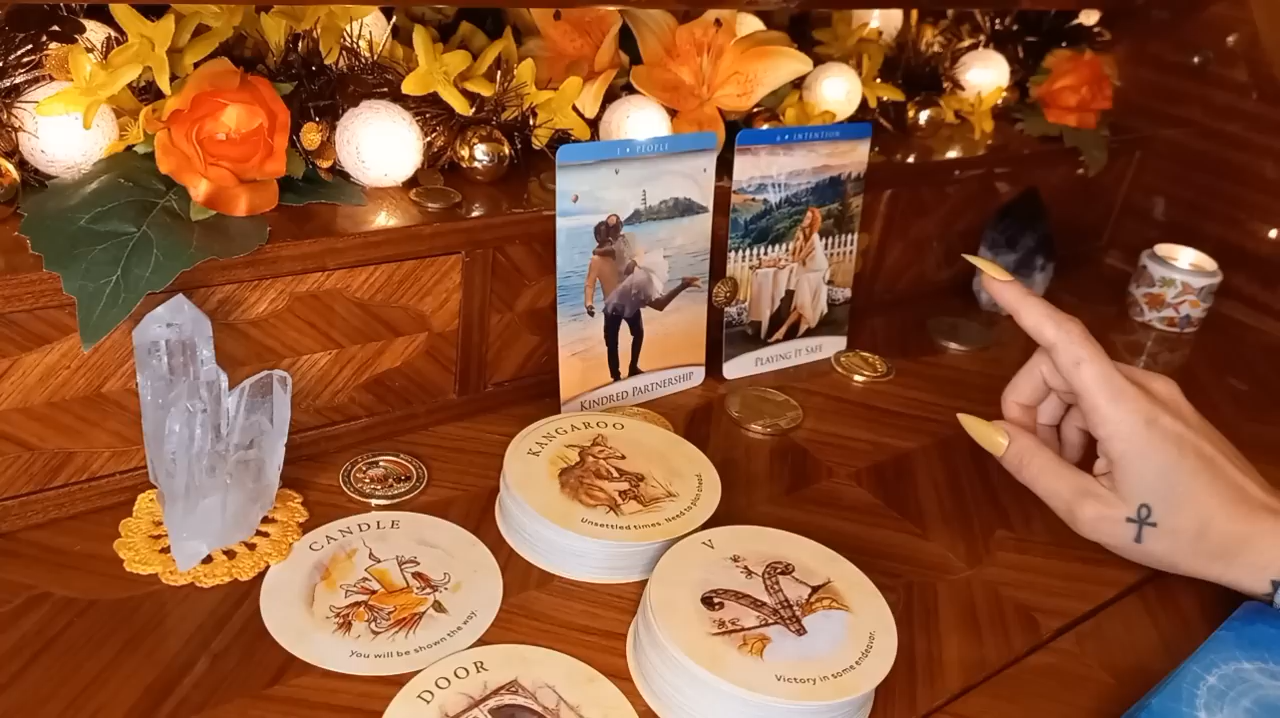 1 • PEOPLE
KINDRED PARTNERSHIP
6 • INTENTION
PLAYING IT SAFE
KANGAROO
Unsettled times. Need to plan ahead.
CANDLE
You will be shown the way.
V
Victory in some endeavor.
DOOR